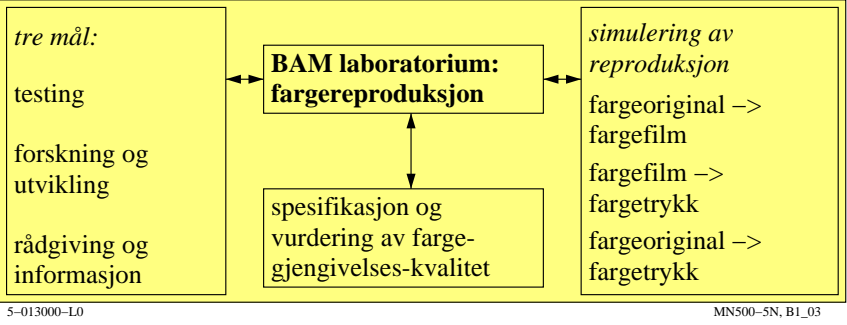 tre mål:
testing
forskning og
utvikling
rådgiving og
informasjon
BAM laboratorium:
fargereproduksjon
spesifikasjon og
vurdering av farge-
gjengivelses-kvalitet
simulering av
reproduksjon
fargeoriginal −>
fargefilm
fargefilm −>
fargetrykk
fargeoriginal −>
fargetrykk
5−013000−L0
MN500−5N, B1_03